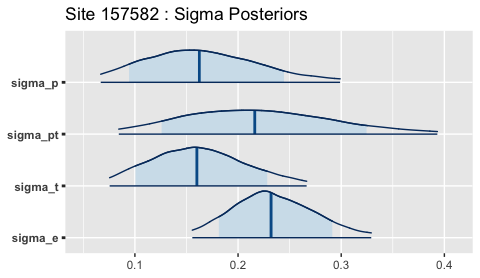 Site 157582 : Sigma Posteriors
sigma_p
sigma_pt
sigma_t
sigma_e
0.1 0.2 0.3 0.4